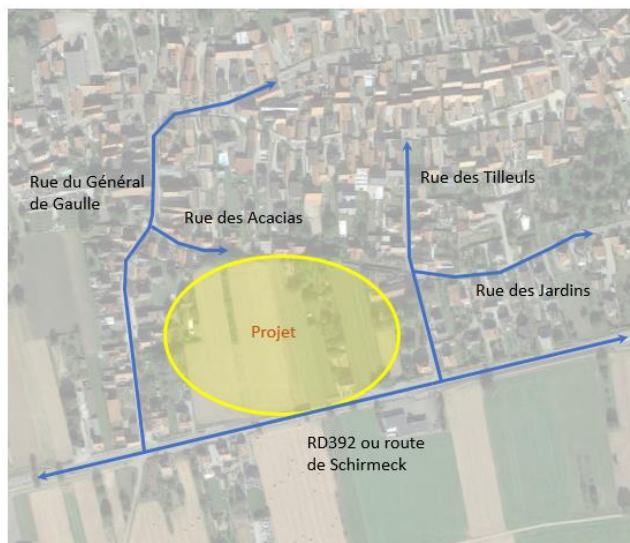 Rue du Général
de Gaulle
Rue des Acacias
Rue des Tilleuls
Rue des Jardins
Projet
RD392 ou route
de Schirmeck